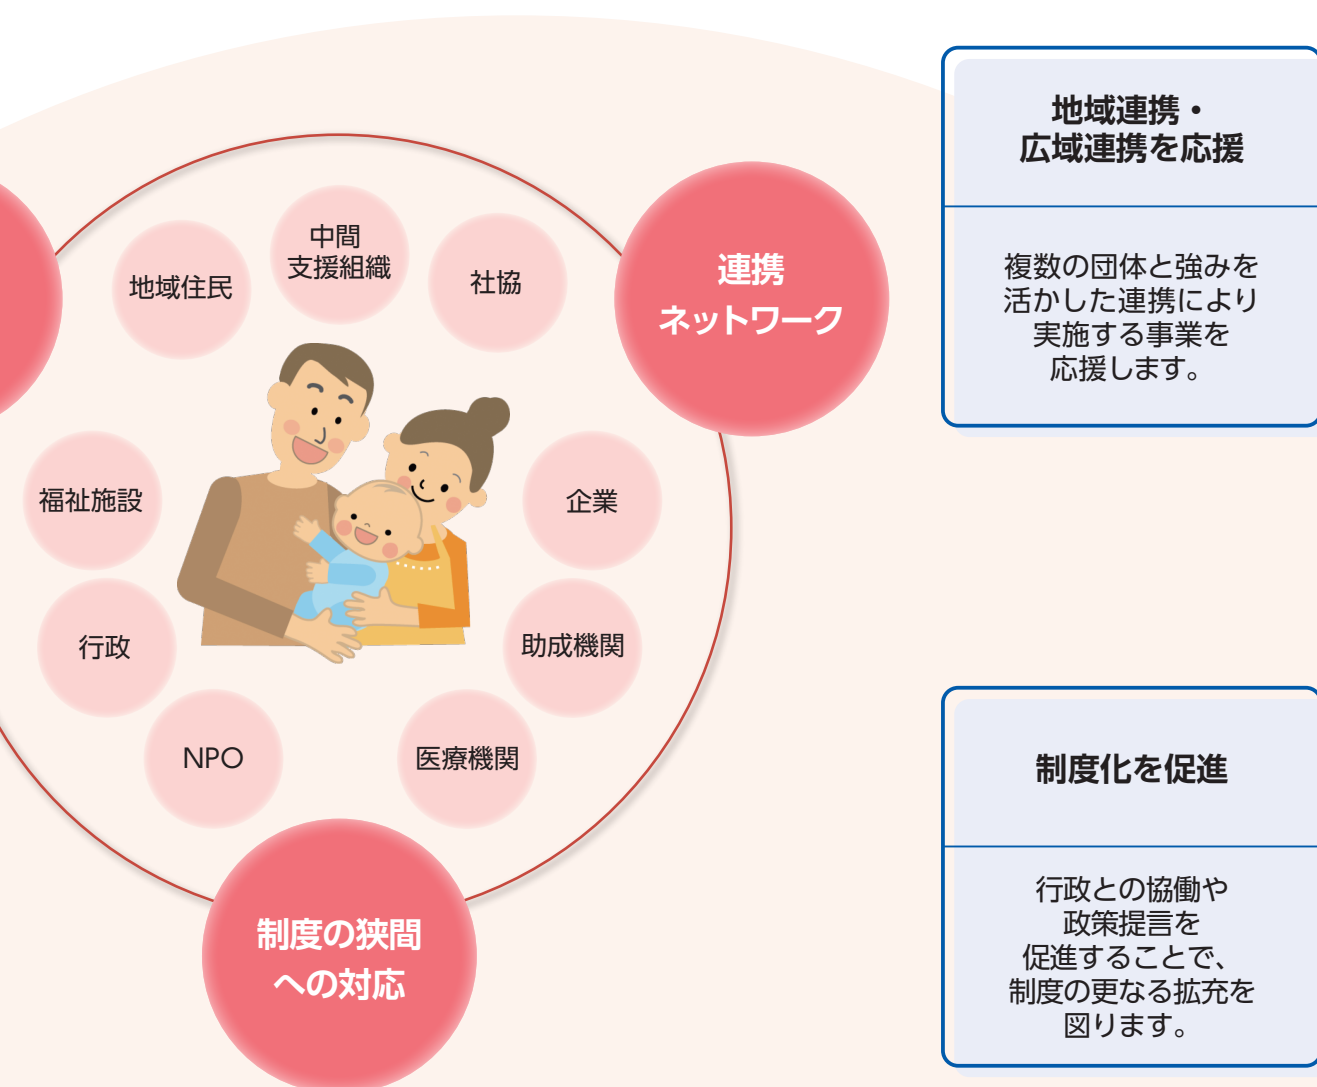 中間
支援組織
地域住民
社協
連携
ネットワーク
福祉施設
企業
行政
助成機関
NPO
医療機関
制度の狭間
への対応
地域連携・
広域連携を応援
複数の団体と強みを
活かした連携により
実施する事業を
応援します。
制度化を促進
行政との協働や
政策提言を
促進することで、
制度の更なる拡充を
図ります。